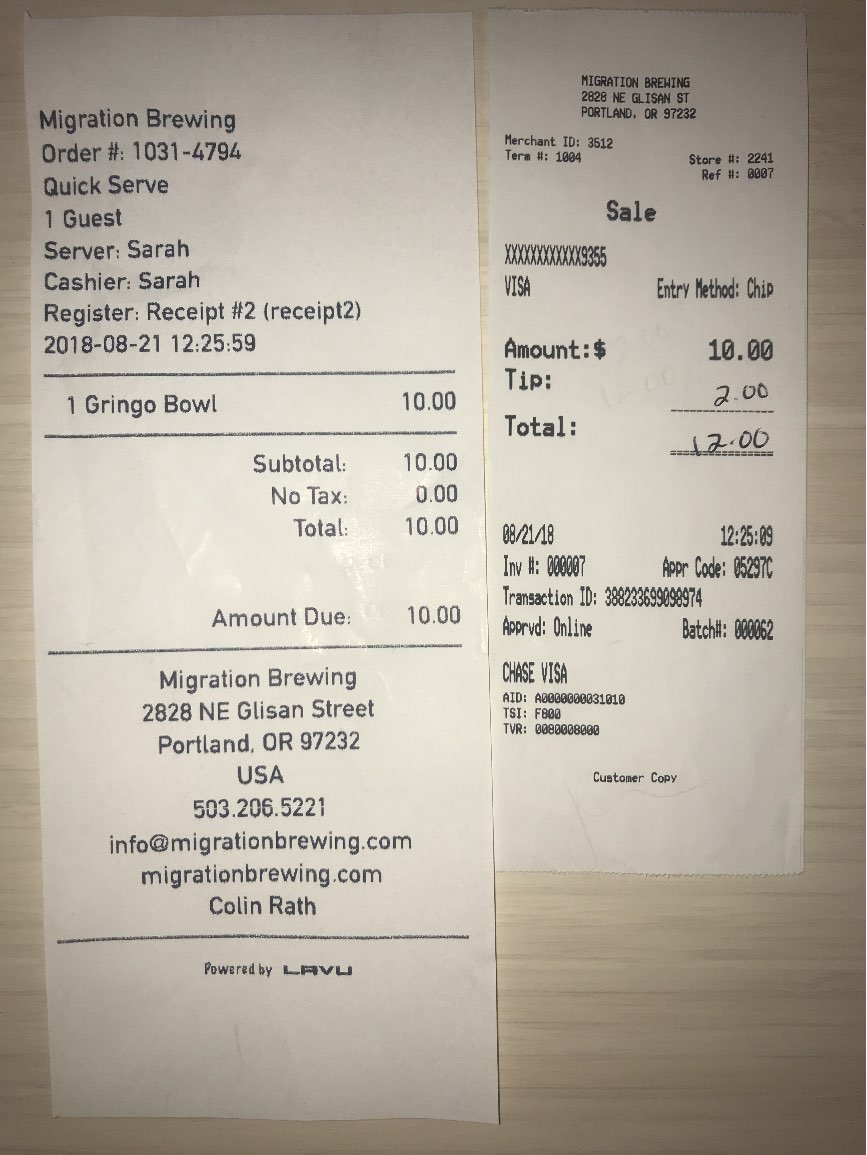 Migration Brewing
Order #: 1031-4794
Quick Serve
1 Guest
Server: Sarah
Cashier: Sarah
Register: Receipt #2 (receipt2)
2018-08-21 12:25:59
1 Gringo Bowl 10.00
Subtotal: 10.00
No Tax: 0.00
Total: 10.00
Amount Due: 10.00
Migration Brewing
2828 NE Glisan Street
Portland, OR 97232
USA
503.206.5221
info@migrationbrewing.com
migrationbrewing.com
Colin Rath
Powered by LAVU
MIGRATION BREWING
2828 NE GLISAN ST
PORTLAND, OR 97232
Merchant ID: 3512
Term #: 1004 Store #: 2241
Ref #: 0007
Sale
XXXXXXXXXXXX9355
VISA Entry Method: Chip
Amount:$ 10.00
Tip: 2.00
Total: 12.00
08/21/18 12:25:09
Inv #: 000007 Appr Code: 05297C
Transaction ID: 388233699098974
Apprvd: Online Batch#: 000062
CHASE VISA
AID: A0000000031010
TSI: F800
TVR: 0080008000
Customer Copy